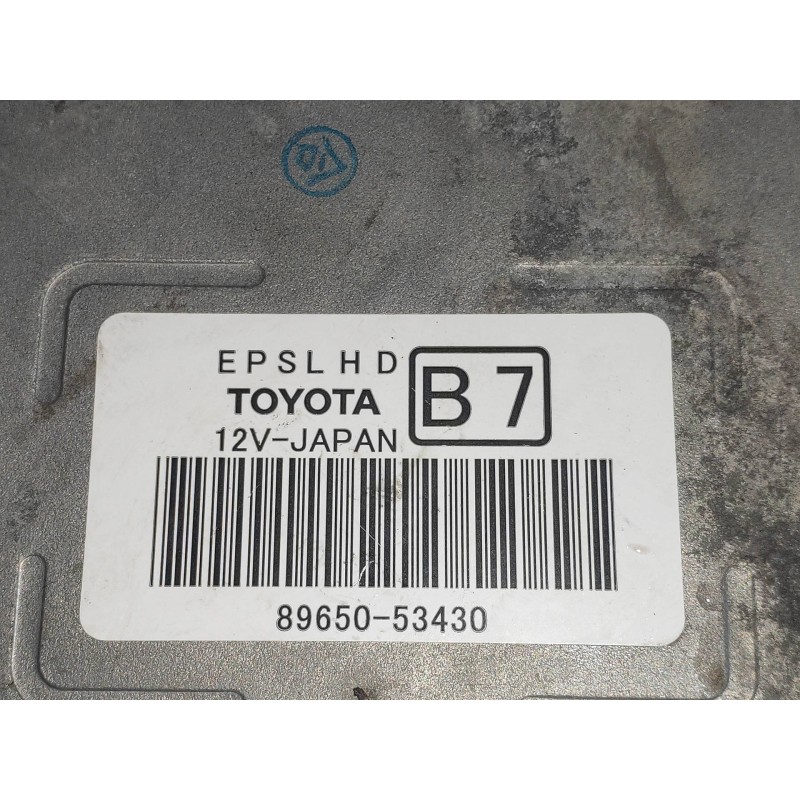 EPSLHD
TOYOTA
12V-JAPAN
B7
89650-53430